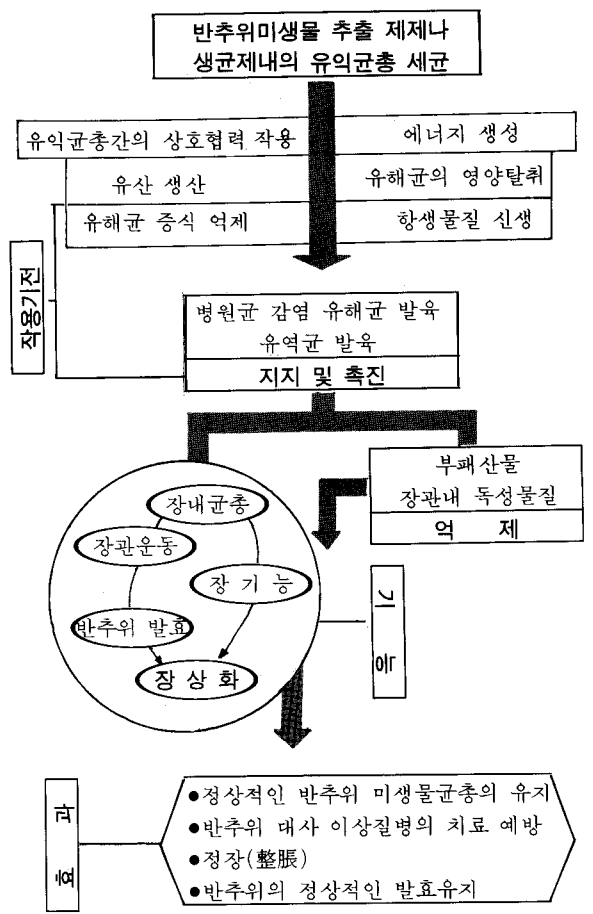 반추위미생물 추출 제제나
생균제내의 유익균총 세균
유익균총간의 상호협력 작용
에너지 생성
유산 생산
유해균의 영양탈취
유해균 증식 억제
항생물질 신생
작용기전
병원균 감염 유해균 발육
유역균 발육
지지 및 촉진
부패산물
장관내 독성물질
억 제
장내균총
장관운동
장 기 능
반추위 발효
장 상 화
기 능
효 과
●정상적인 반추위 미생물균총의 유지
●반추위 대사 이상질병의 치료 예방
●정장(整脹)
●반추위의 정상적인 발효유지